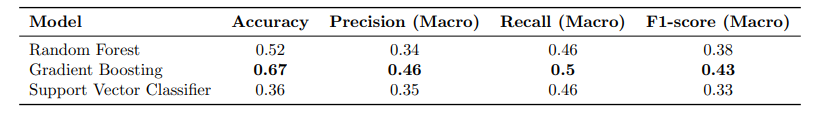 Model Accuracy Precision (Macro) Recall (Macro) F1-score (Macro)
Random Forest 0.52 0.34 0.46 0.38
Gradient Boosting 0.67 0.46 0.5 0.43
Support Vector Classifier 0.36 0.35 0.46 0.33